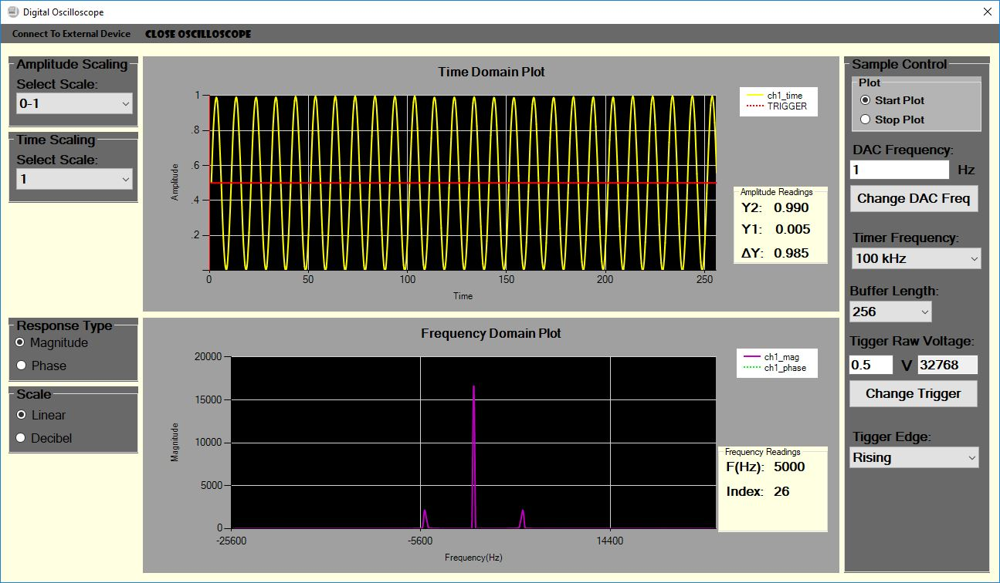 Digital Oscilloscope
Connect To External Device CLOSE OSCILLOSCOPE
Amplitude Scaling
Select Scale:
0-1
Time Scaling
Select Scale:
1
Time Domain Plot
1
.8
.6
.4
.2
Amplitude
0 50 100 150 200 250
Time
ch1_time
TRIGGER
Amplitude Readings
Y2: 0.990
Y1: 0.005
ΔY: 0.985
Response Type
Magnitude
Phase
Scale
Linear
Decibel
Frequency Domain Plot
20000
15000
10000
5000
0
Magnitude
-25600 -5600 14400
Frequency(Hz)
ch1_mag
ch1_phase
Frequency Readings
F(Hz): 5000
Index: 26
Sample Control
Plot
Start Plot
Stop Plot
DAC Frequency:
1 Hz
Change DAC Freq
Timer Frequency:
100 kHz
Buffer Length:
256
Tigger Raw Voltage:
0.5 V 32768
Change Trigger
Tigger Edge:
Rising